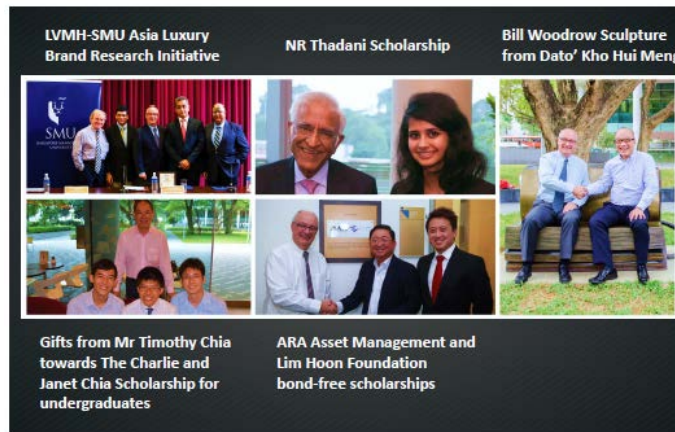 LVMH-SMU Asia Luxury
Brand Research Initiative
NR Thadani Scholarship
Bill Woodrow Sculpture
from Dato’ Kho Hui Meng
SMU
Gifts from Mr Timothy Chia
towards The Charlie and
Janet Chia Scholarship for
undergraduates
ARA Asset Management and
Lim Hoon Foundation
bond-free scholarships